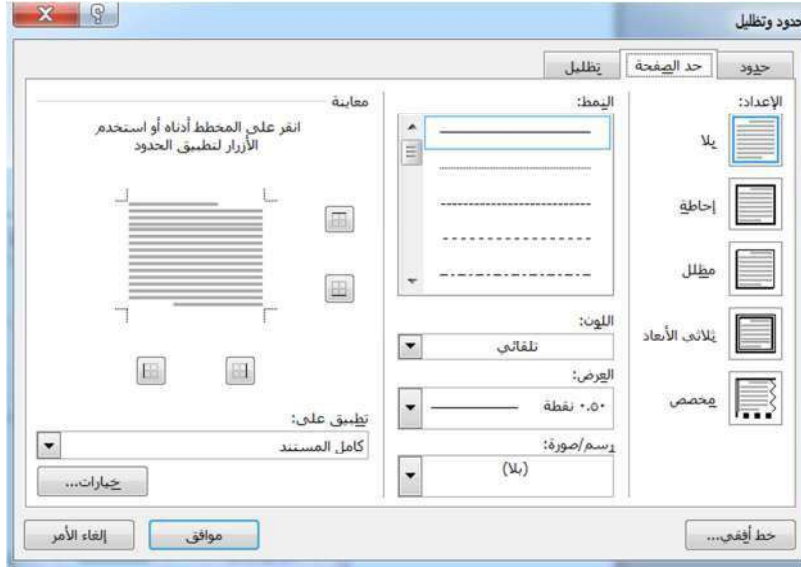 حدود وتظليل
حدود
حد الصفحة
تظليل
الإعداد:
بلا
إحاطة
مظلل
ثلاثي الأبعاد
مخصص
النمط:
اللون:
تلقائي
العرض:
٠.٥٠ نقطة
رسم/صورة:
(بلا)
معاينة
انقر على المخطط أدناه أو استخدم
الأزرار لتطبيق الحدود
تطبيق على:
كامل المستند
خيارات...
خط أفقي...
موافق
إلغاء الأمر